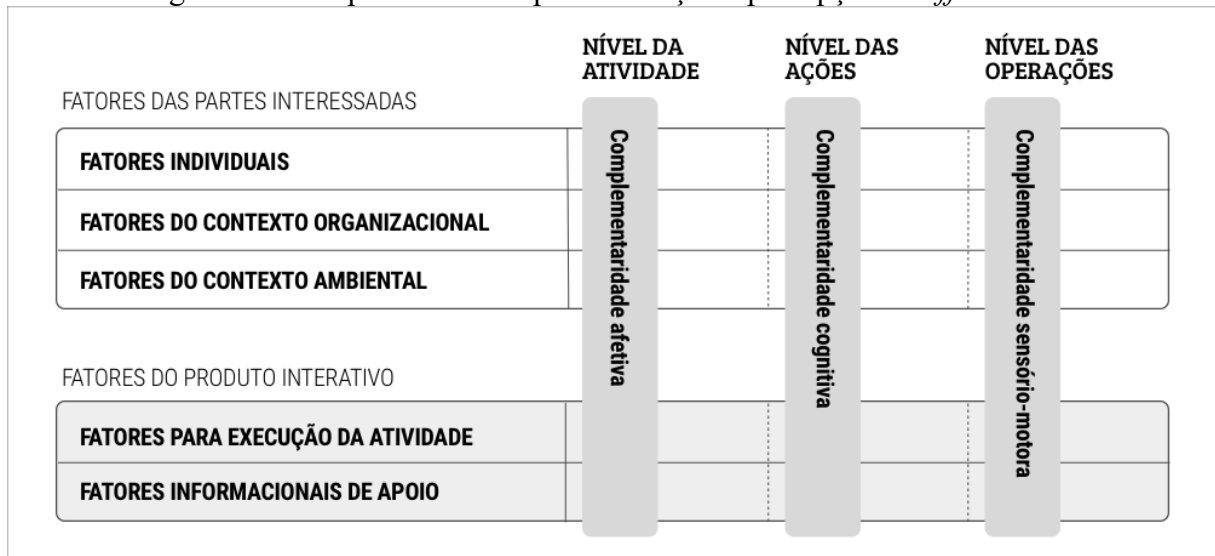 NÍVEL DA
ATIVIDADE
NÍVEL DAS
AÇÕES
NÍVEL DAS
OPERAÇÕES
FATORES DAS PARTES INTERESSADAS
FATORES INDIVIDUAIS
FATORES DO CONTEXTO ORGANIZACIONAL
FATORES DO CONTEXTO AMBIENTAL
Complementaridade afetiva
Complementaridade cognitiva
Complementaridade sensório-motora
FATORES DO PRODUTO INTERATIVO
FATORES PARA EXECUÇÃO DA ATIVIDADE
FATORES INFORMACIONAIS DE APOIO